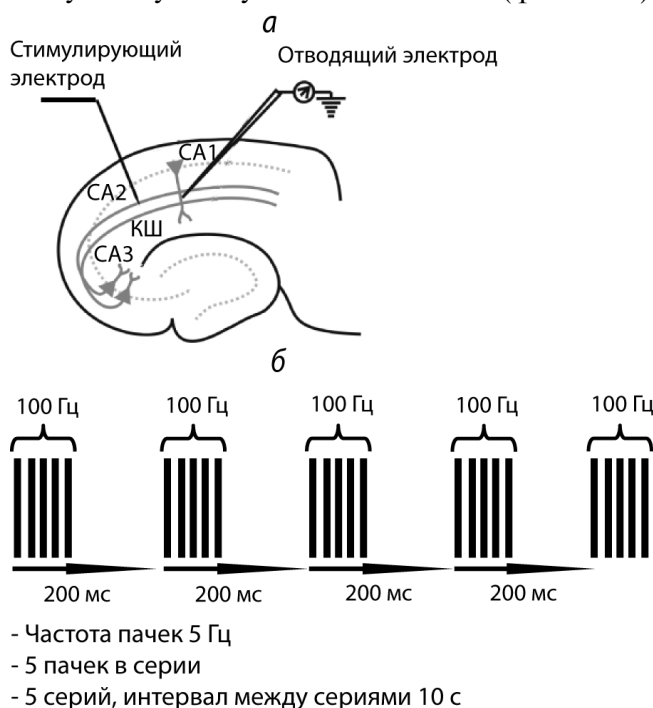 а
Стимулирующий
электрод
Отводящий электрод
CA1
CA2
КШ
CA3
б
100 Гц 100 Гц 100 Гц 100 Гц 100 Гц
200 мс 200 мс 200 мс 200 мс
- Частота пачек 5 Гц
- 5 пачек в серии
- 5 серий, интервал между сериями 10 с